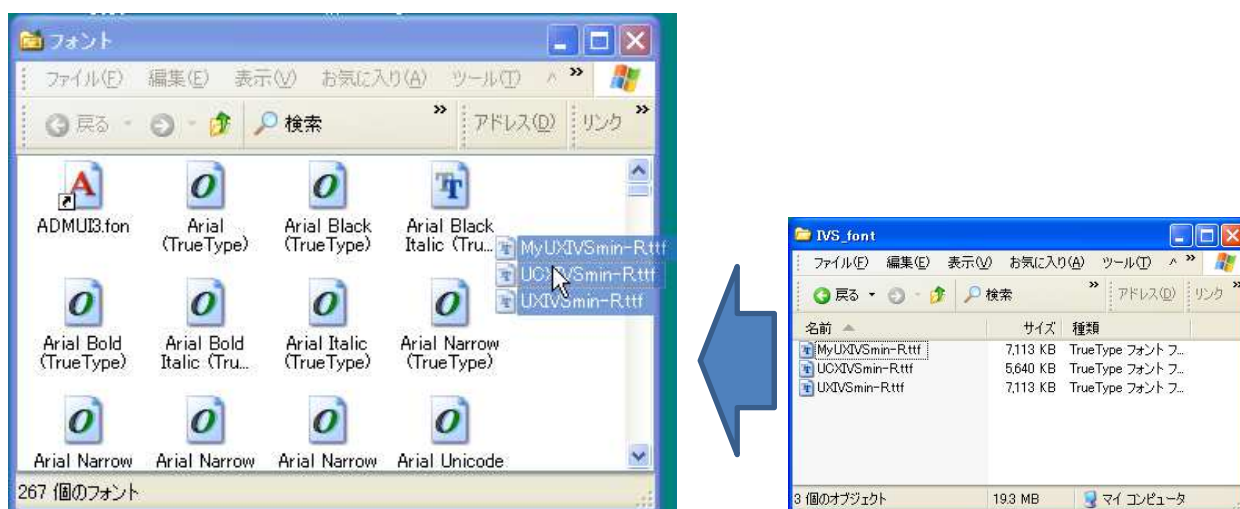 フォント
ファイル(F) 編集(E) 表示(V) お気に入り(A) ツール(T) ^ »
戻る 検索 » アドレス(D) リンク »
ADMUI3.fon
Arial (TrueType)
Arial Black (TrueType)
Arial Black Italic (Tru...
MyUXIVSmin-R.ttf
UCXIVSmin-R.ttf
UXIVSmin-R.ttf
Arial Bold (TrueType)
Arial Bold Italic (Tru...
Arial Italic (TrueType)
Arial Narrow (TrueType)
Arial Narrow Arial Narrow Arial Narrow Arial Unicode
267 個のフォント
IVS_font
ファイル(F) 編集(E) 表示(V) お気に入り(A) ツール(T) ^ »
戻る 検索 » アドレス(D) リンク »
名前 サイズ 種類
MyUXIVSmin-R.ttf 7,113 KB TrueType フォント フ...
UCXIVSmin-R.ttf 5,640 KB TrueType フォント フ...
UXIVSmin-R.ttf 7,113 KB TrueType フォント フ...
3 個のオブジェクト 19.3 MB マイ コンピュータ